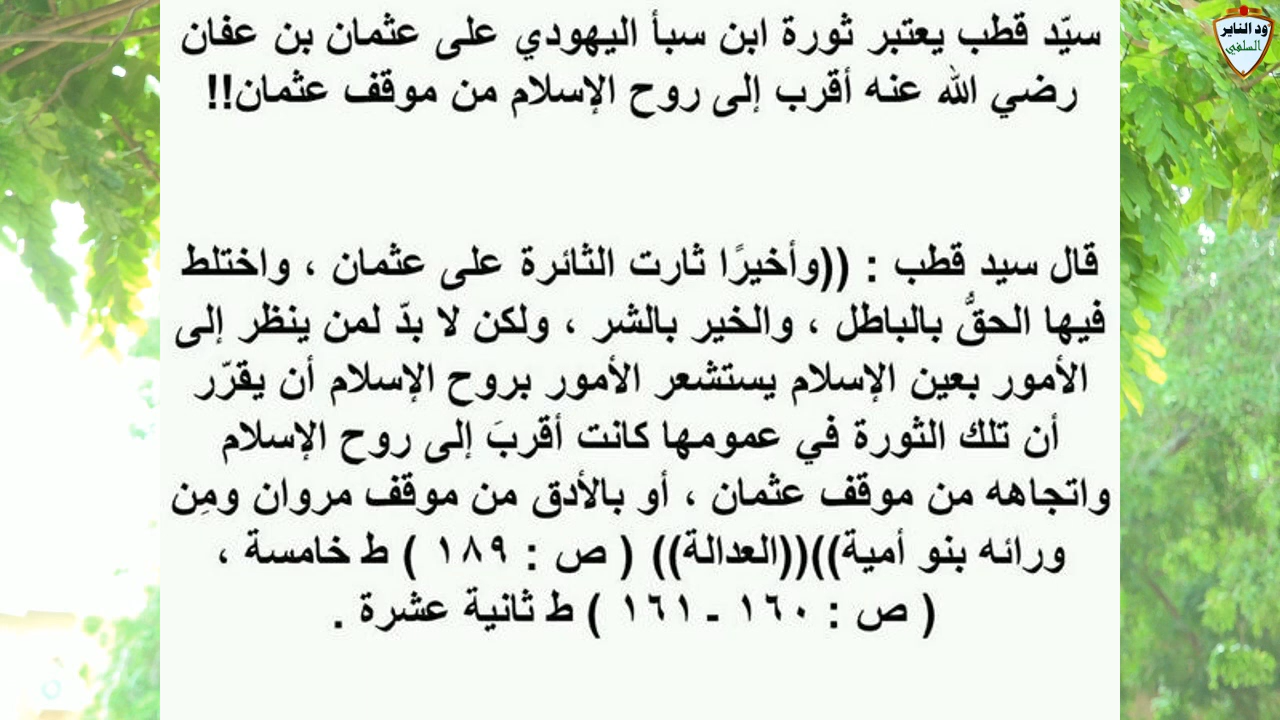 سيّد قطب يعتبر ثورة ابن سبأ اليهودي على عثمان بن عفان
رضي الله عنه أقرب إلى روح الإسلام من موقف عثمان!!
قال سيد قطب : ((وأخيرًا ثارت الثائرة على عثمان ، واختلط
فيها الحقُّ بالباطل ، والخير بالشر ، ولكن لا بدّ لمن ينظر إلى
الأمور بعين الإسلام يستشعر الأمور بروح الإسلام أن يقرّر
أن تلك الثورة في عمومها كانت أقربَ إلى روح الإسلام
واتجاهه من موقف عثمان ، أو بالأدق من موقف مروان ومِن
ورائه بنو أمية))((العدالة)) ( ص : ١٨٩ ) ط خامسة ،
( ص : ١٦٠ ـ ١٦١ ) ط ثانية عشرة .
ود الناير
السلفي